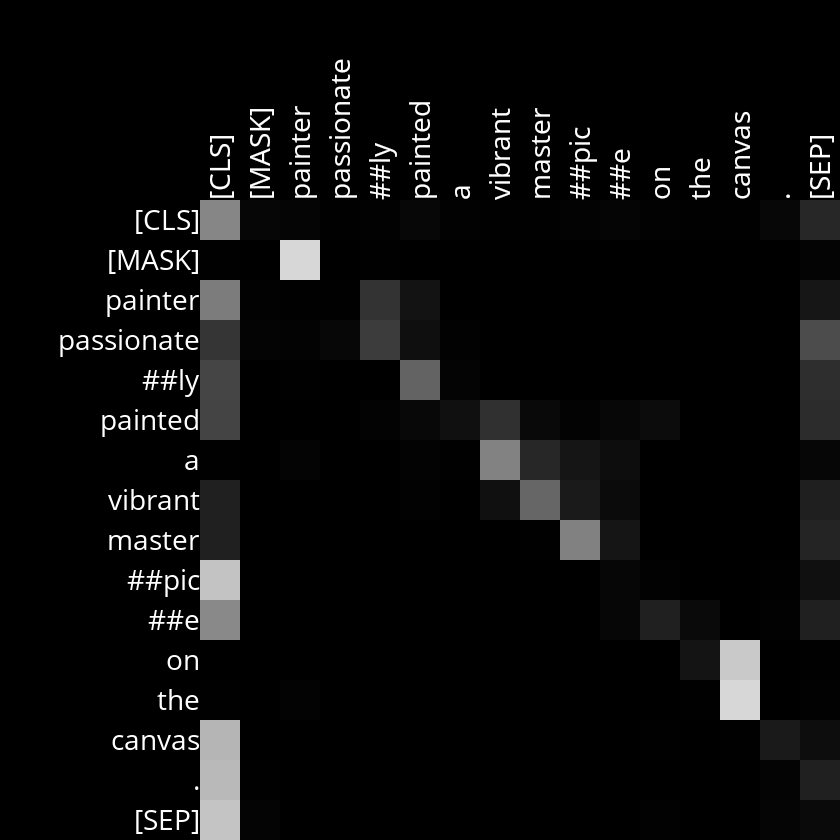 [CLS] [MASK] painter passionate ##ly painted a vibrant master ##pic ##e on the canvas . [SEP]
[CLS]
[MASK]
painter
passionate
##ly
painted
a
vibrant
master
##pic
##e
on
the
canvas
.
[SEP]